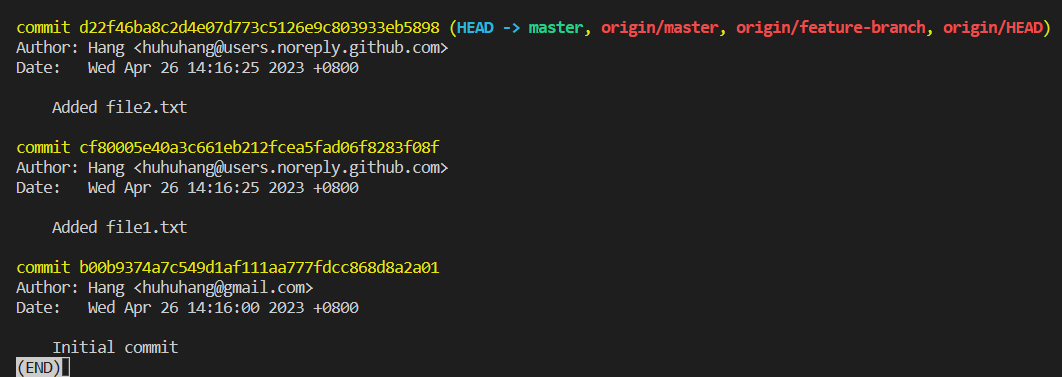 commit d22f46ba8c2d4e07d773c5126e9c803933eb5898 (HEAD -> master, origin/master, origin/feature-branch, origin/HEAD)
Author: Hang <huhuhang@users.noreply.github.com>
Date:   Wed Apr 26 14:16:25 2023 +0800
    Added file2.txt
commit cf80005e40a3c661eb212fcea5fad06f8283f08f
Author: Hang <huhuhang@users.noreply.github.com>
Date:   Wed Apr 26 14:16:25 2023 +0800
    Added file1.txt
commit b00b9374a7c549d1af111aa777fdcc868d8a2a01
Author: Hang <huhuhang@gmail.com>
Date:   Wed Apr 26 14:16:00 2023 +0800
    Initial commit
(END)